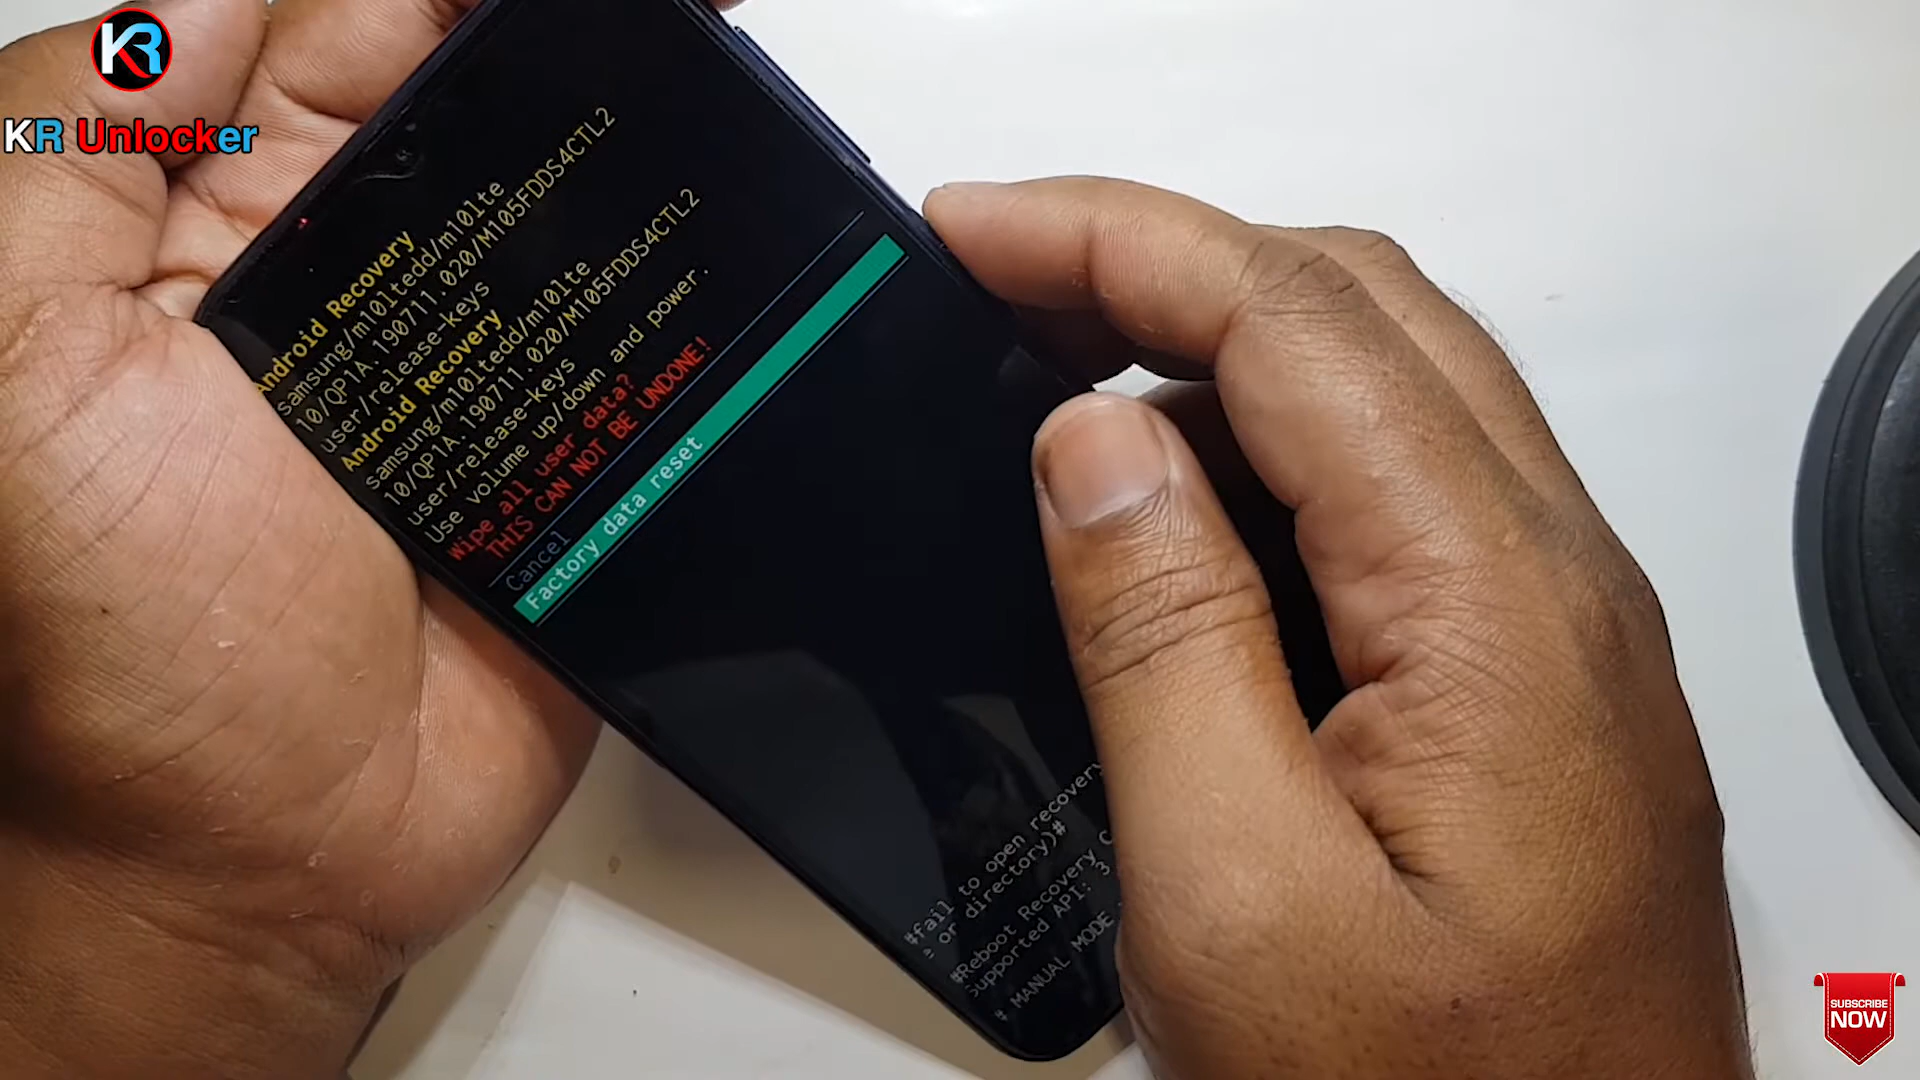 KR
KR Unlocker
Android Recovery
samsung/m10ltedd/m10lte
10/QP1A.190711.020/M105FDDS4CTL2
user/release-keys
Android Recovery
samsung/m10ltedd/m10lte
10/QP1A.190711.020/M105FDDS4CTL2
user/release-keys
Use volume up/down and power.
Wipe all user data?
THIS CAN NOT BE UNDONE!
Cancel
Factory data reset
#fail to open recovery
e or directory)#
#Reboot Recovery C
Supported API: 3
# MANUAL MODE
SUBSCRIBE
NOW